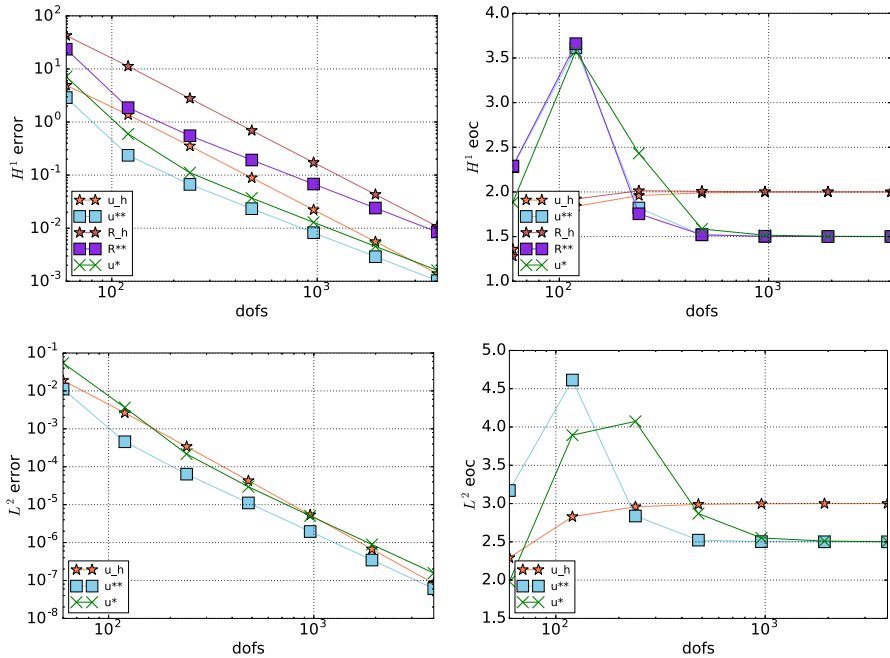 10^2
10^1
10^0
10^-1
10^-2
10^-3
H^1 error
u_h
u**
R_h
R**
u*
10^2
10^3
dofs
4.0
3.5
3.0
2.5
2.0
1.5
1.0
H^1 eoc
u_h
u**
R_h
R**
u*
10^2
10^3
dofs
10^-1
10^-2
10^-3
10^-4
10^-5
10^-6
10^-7
10^-8
L^2 error
u_h
u**
u*
10^2
10^3
dofs
5.0
4.5
4.0
3.5
3.0
2.5
2.0
1.5
L^2 eoc
u_h
u**
u*
10^2
10^3
dofs